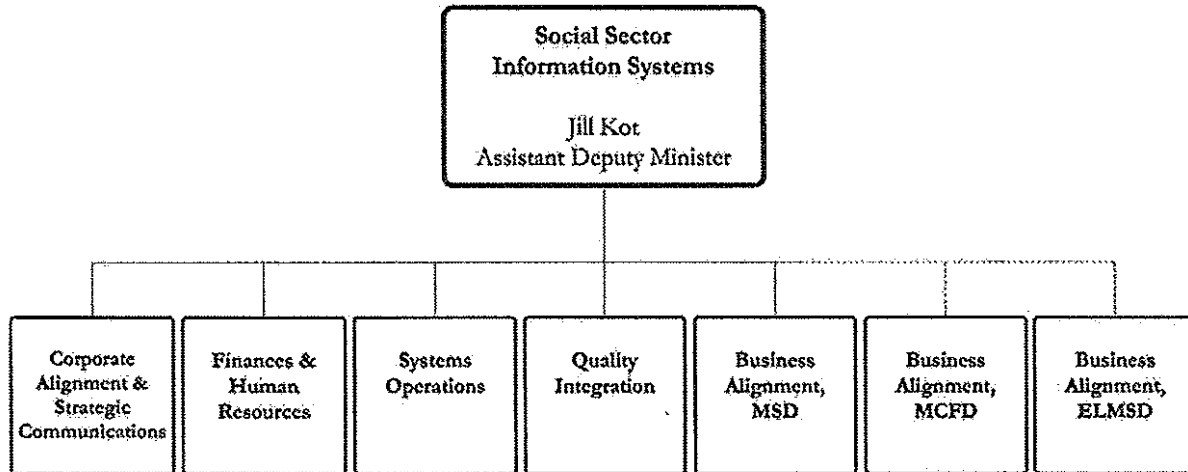 Social Sector
Information Systems
Jill Kot
Assistant Deputy Minister
Corporate
Alignment &
Strategic
Communications
Finances &
Human
Resources
Systems
Operations
Quality
Integration
Business
Alignment,
MSD
Business
Alignment,
MCFD
Business
Alignment,
ELMSD